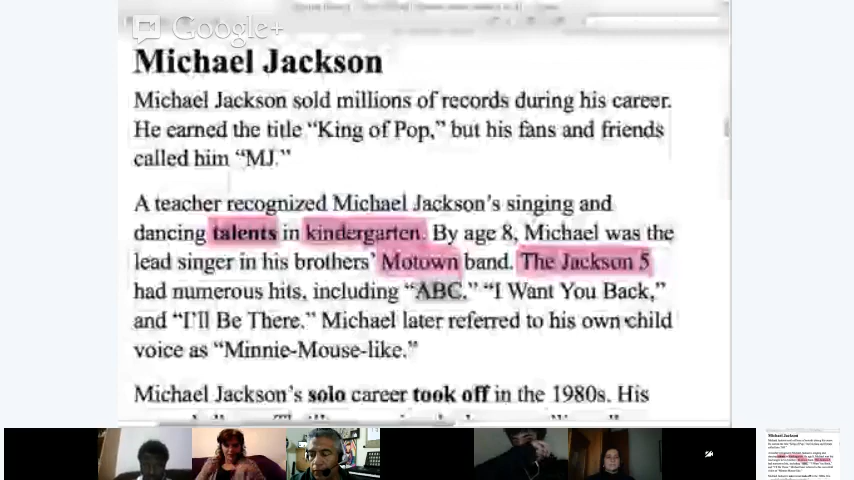 Google+
Michael Jackson
Michael Jackson sold millions of records during his career.
He earned the title “King of Pop,” but his fans and friends
called him “MJ.”
A teacher recognized Michael Jackson’s singing and
dancing talents in kindergarten. By age 8, Michael was the
lead singer in his brothers’ Motown band. The Jackson 5
had numerous hits, including “ABC,” “I Want You Back,”
and “I’ll Be There.” Michael later referred to his own child
voice as “Minnie-Mouse-like.”
Michael Jackson’s solo career took off in the 1980s. His
Michael Jackson